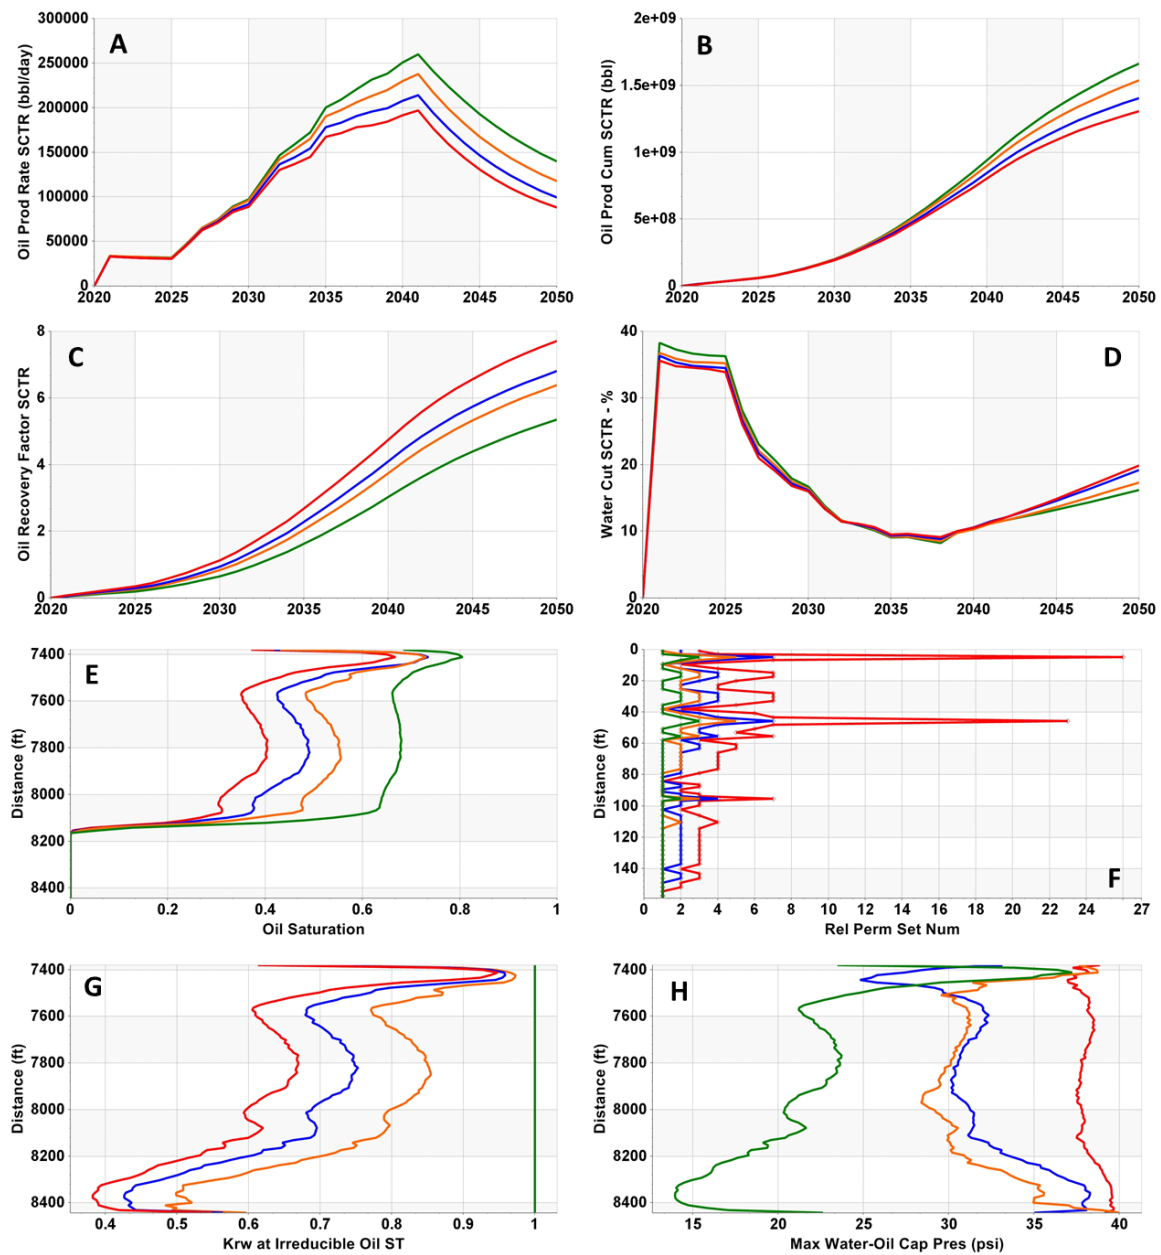 A
Oil Prod Rate SCTR (bbl/day)
300000
250000
200000
150000
100000
50000
0
2020 2025 2030 2035 2040 2045 2050
B
Oil Prod Cum SCTR (bbl)
2e+09
1.5e+09
1e+09
5e+08
0
2020 2025 2030 2035 2040 2045 2050
C
Oil Recovery Factor SCTR
8
6
4
2
0
2020 2025 2030 2035 2040 2045 2050
D
Water Cut SCTR - %
40
30
20
10
0
2020 2025 2030 2035 2040 2045 2050
E
Distance (ft)
7400
7600
7800
8000
8200
8400
0 0.2 0.4 0.6 0.8 1
Oil Saturation
F
Distance (ft)
0
20
40
60
80
100
120
140
0 2 4 6 8 10 12 14 16 18 20 22 24 27
Rel Perm Set Num
G
Distance (ft)
7400
7600
7800
8000
8200
8400
0.4 0.5 0.6 0.7 0.8 0.9 1
Krw at Irreducible Oil ST
H
Distance (ft)
7400
7600
7800
8000
8200
8400
15 20 25 30 35 40
Max Water-Oil Cap Pres (psi)